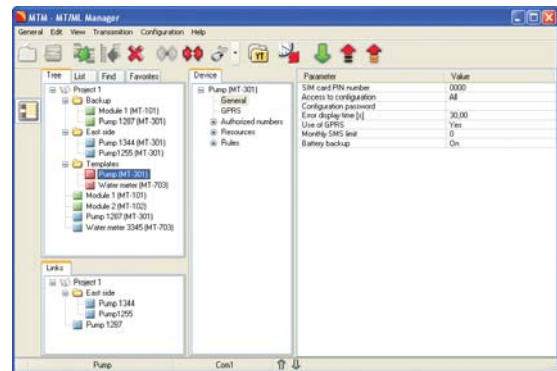 MTM - MT/ML Manager
General Edit View Transmition Configuration Help
Tree List Find Favorites
Project 1
Backup
Module 1 (MT-101)
Pump 1287 (MT-301)
East side
Pump 1344 (MT-301)
Pump1255 (MT-301)
Templates
Pump (MT-301)
Water meter (MT-703)
Module 1 (MT-101)
Module 2 (MT-102)
Pump 1287 (MT-301)
Water meter 3345 (MT-703)
Links
Project 1
East side
Pump 1344
Pump1255
Pump 1287
Device
Pump (MT-301)
General
GPRS
Authorized numbers
Resources
Rules
Parameter Value
SIM card PIN number 0000
Access to configuration All
Configuration password
Error display time [s] 30,00
Use of GPRS Yes
Monthly SMS limit 0
Battery backup On
Pump Com1